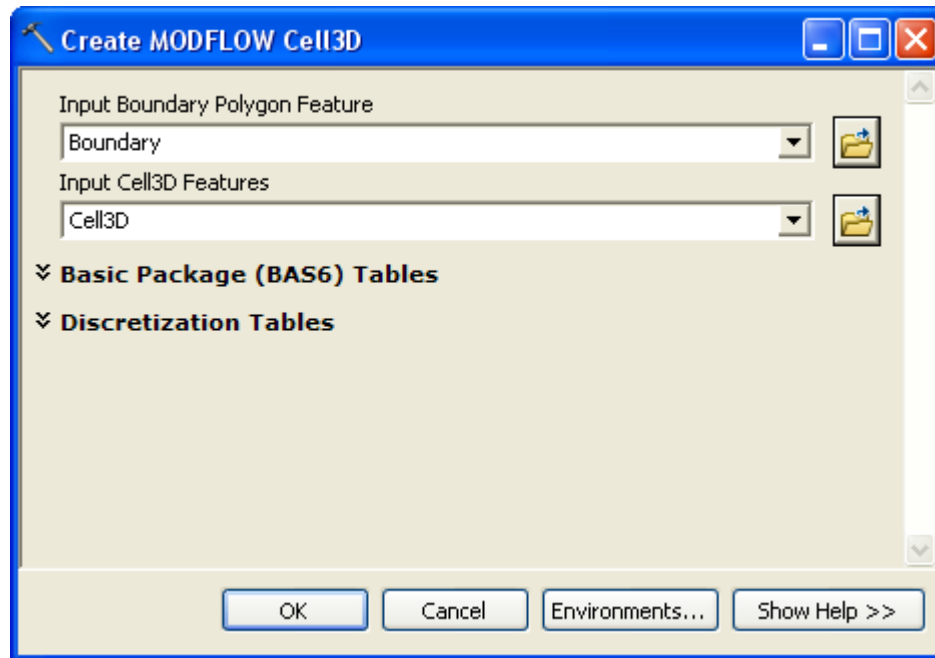 Create MODFLOW Cell3D
Input Boundary Polygon Feature
Boundary
Input Cell3D Features
Cell3D
Basic Package (BAS6) Tables
Discretization Tables
OK Cancel Environments... Show Help >>